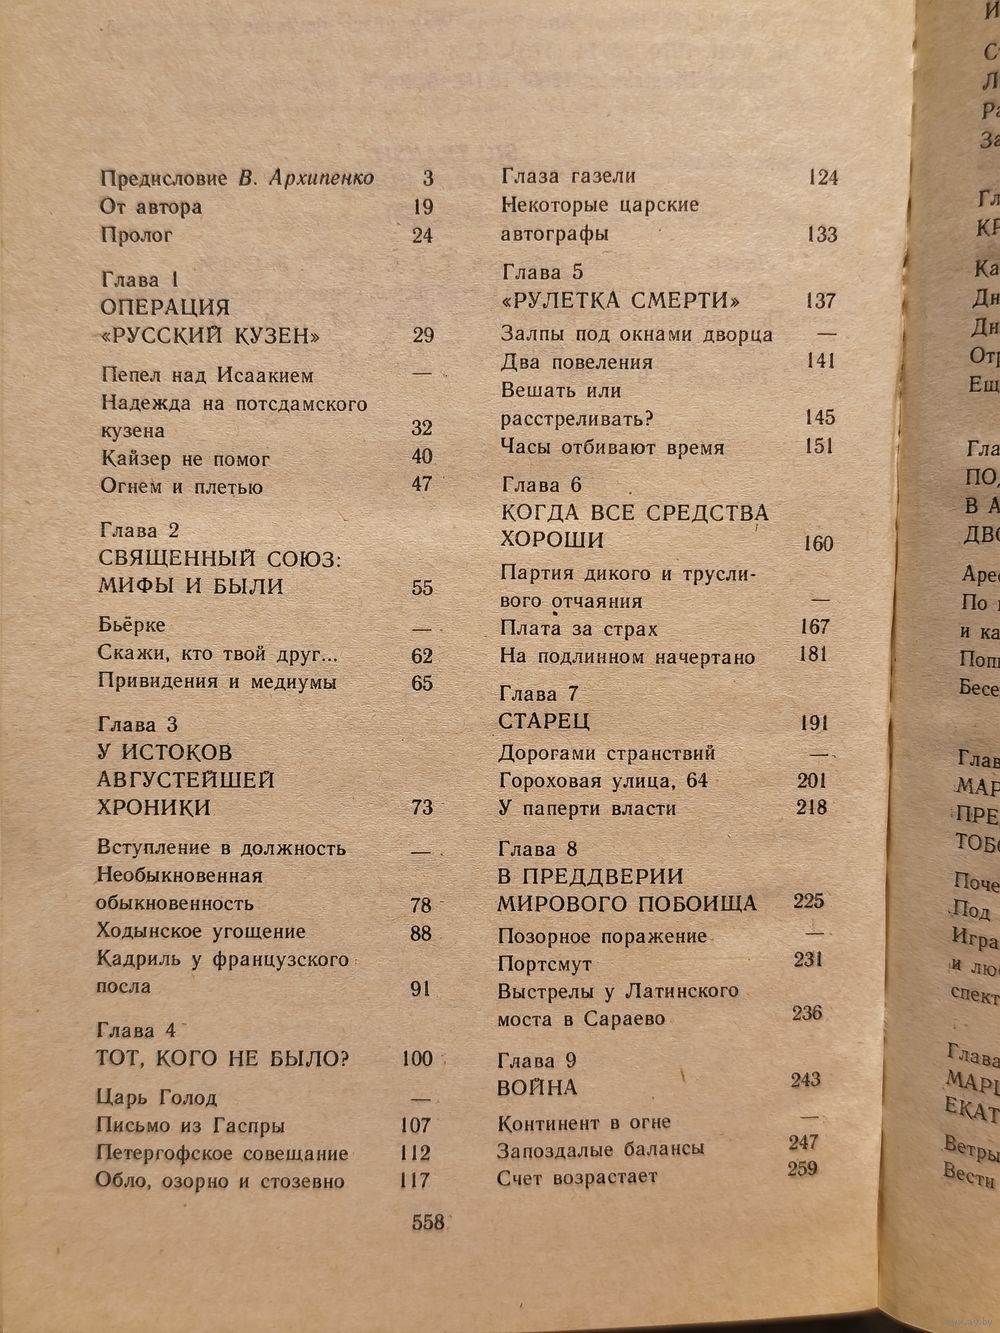 Предисловие В. Архипенко 3
От автора 19
Пролог 24
Глава 1
ОПЕРАЦИЯ
«РУССКИЙ КУЗЕН» 29
Пепел над Исаакием —
Надежда на потсдамского
кузена 32
Кайзер не помог 40
Огнем и плетью 47
Глава 2
СВЯЩЕННЫЙ СОЮЗ:
МИФЫ И БЫЛИ 55
Бьёрке —
Скажи, кто твой друг... 62
Привидения и медиумы 65
Глава 3
У ИСТОКОВ
АВГУСТЕЙШЕЙ
ХРОНИКИ 73
Вступление в должность —
Необыкновенная
обыкновенность 78
Ходынское угощение 88
Кадриль у французского
посла 91
Глава 4
ТОТ, КОГО НЕ БЫЛО? 100
Царь Голод —
Письмо из Гаспры 107
Петергофское совещание 112
Обло, озорно и стозевно 117
558
Глаза газели 124
Некоторые царские
автографы 133
Глава 5
«РУЛЕТКА СМЕРТИ» 137
Залпы под окнами дворца —
Два повеления 141
Вешать или
расстреливать? 145
Часы отбивают время 151
Глава 6
КОГДА ВСЕ СРЕДСТВА
ХОРОШИ 160
Партия дикого и трусли-
вого отчаяния —
Плата за страх 167
На подлинном начертано 181
Глава 7
СТАРЕЦ 191
Дорогами странствий —
Гороховая улица, 64 201
У паперти власти 218
Глава 8
В ПРЕДДВЕРИИ
МИРОВОГО ПОБОИЩА 225
Позорное поражение —
Портсмут 231
Выстрелы у Латинского
моста в Сараево 236
Глава 9
ВОЙНА 243
Континент в огне —
Запоздалые балансы 247
Счет возрастает 259
Гла
В А
По
и ка
Глав
Под
Игра
и
Глава
Ветры
Вести